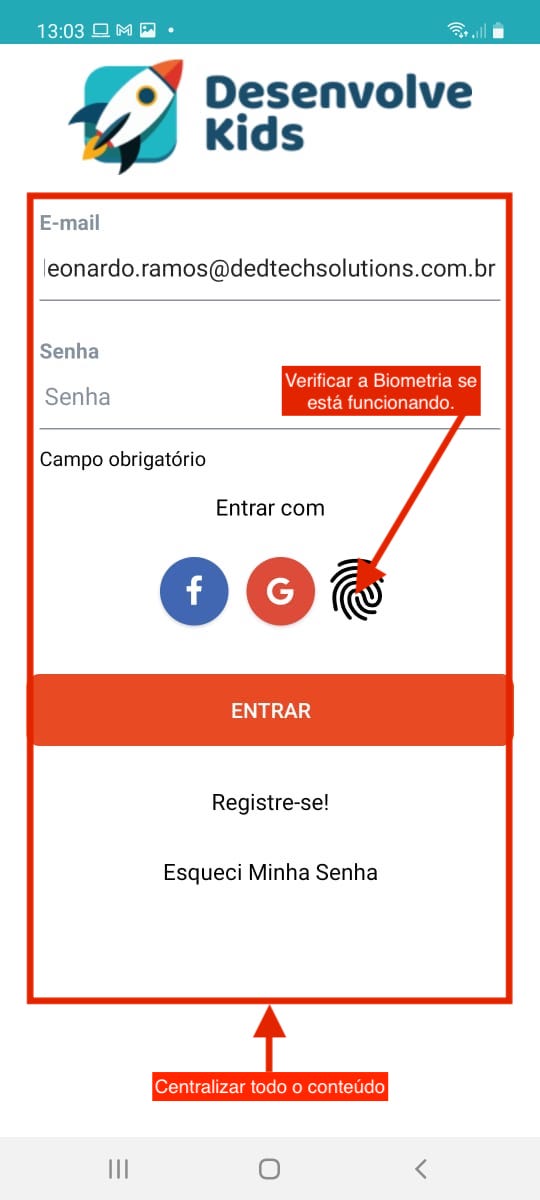 13:03
Desenvolve
Kids
E-mail
leonardo.ramos@dedtechsolutions.com.br
Senha
Senha
Verificar a Biometria se
está funcionando.
Campo obrigatório
Entrar com
f
G
ENTRAR
Registre-se!
Esqueci Minha Senha
Centralizar todo o conteúdo